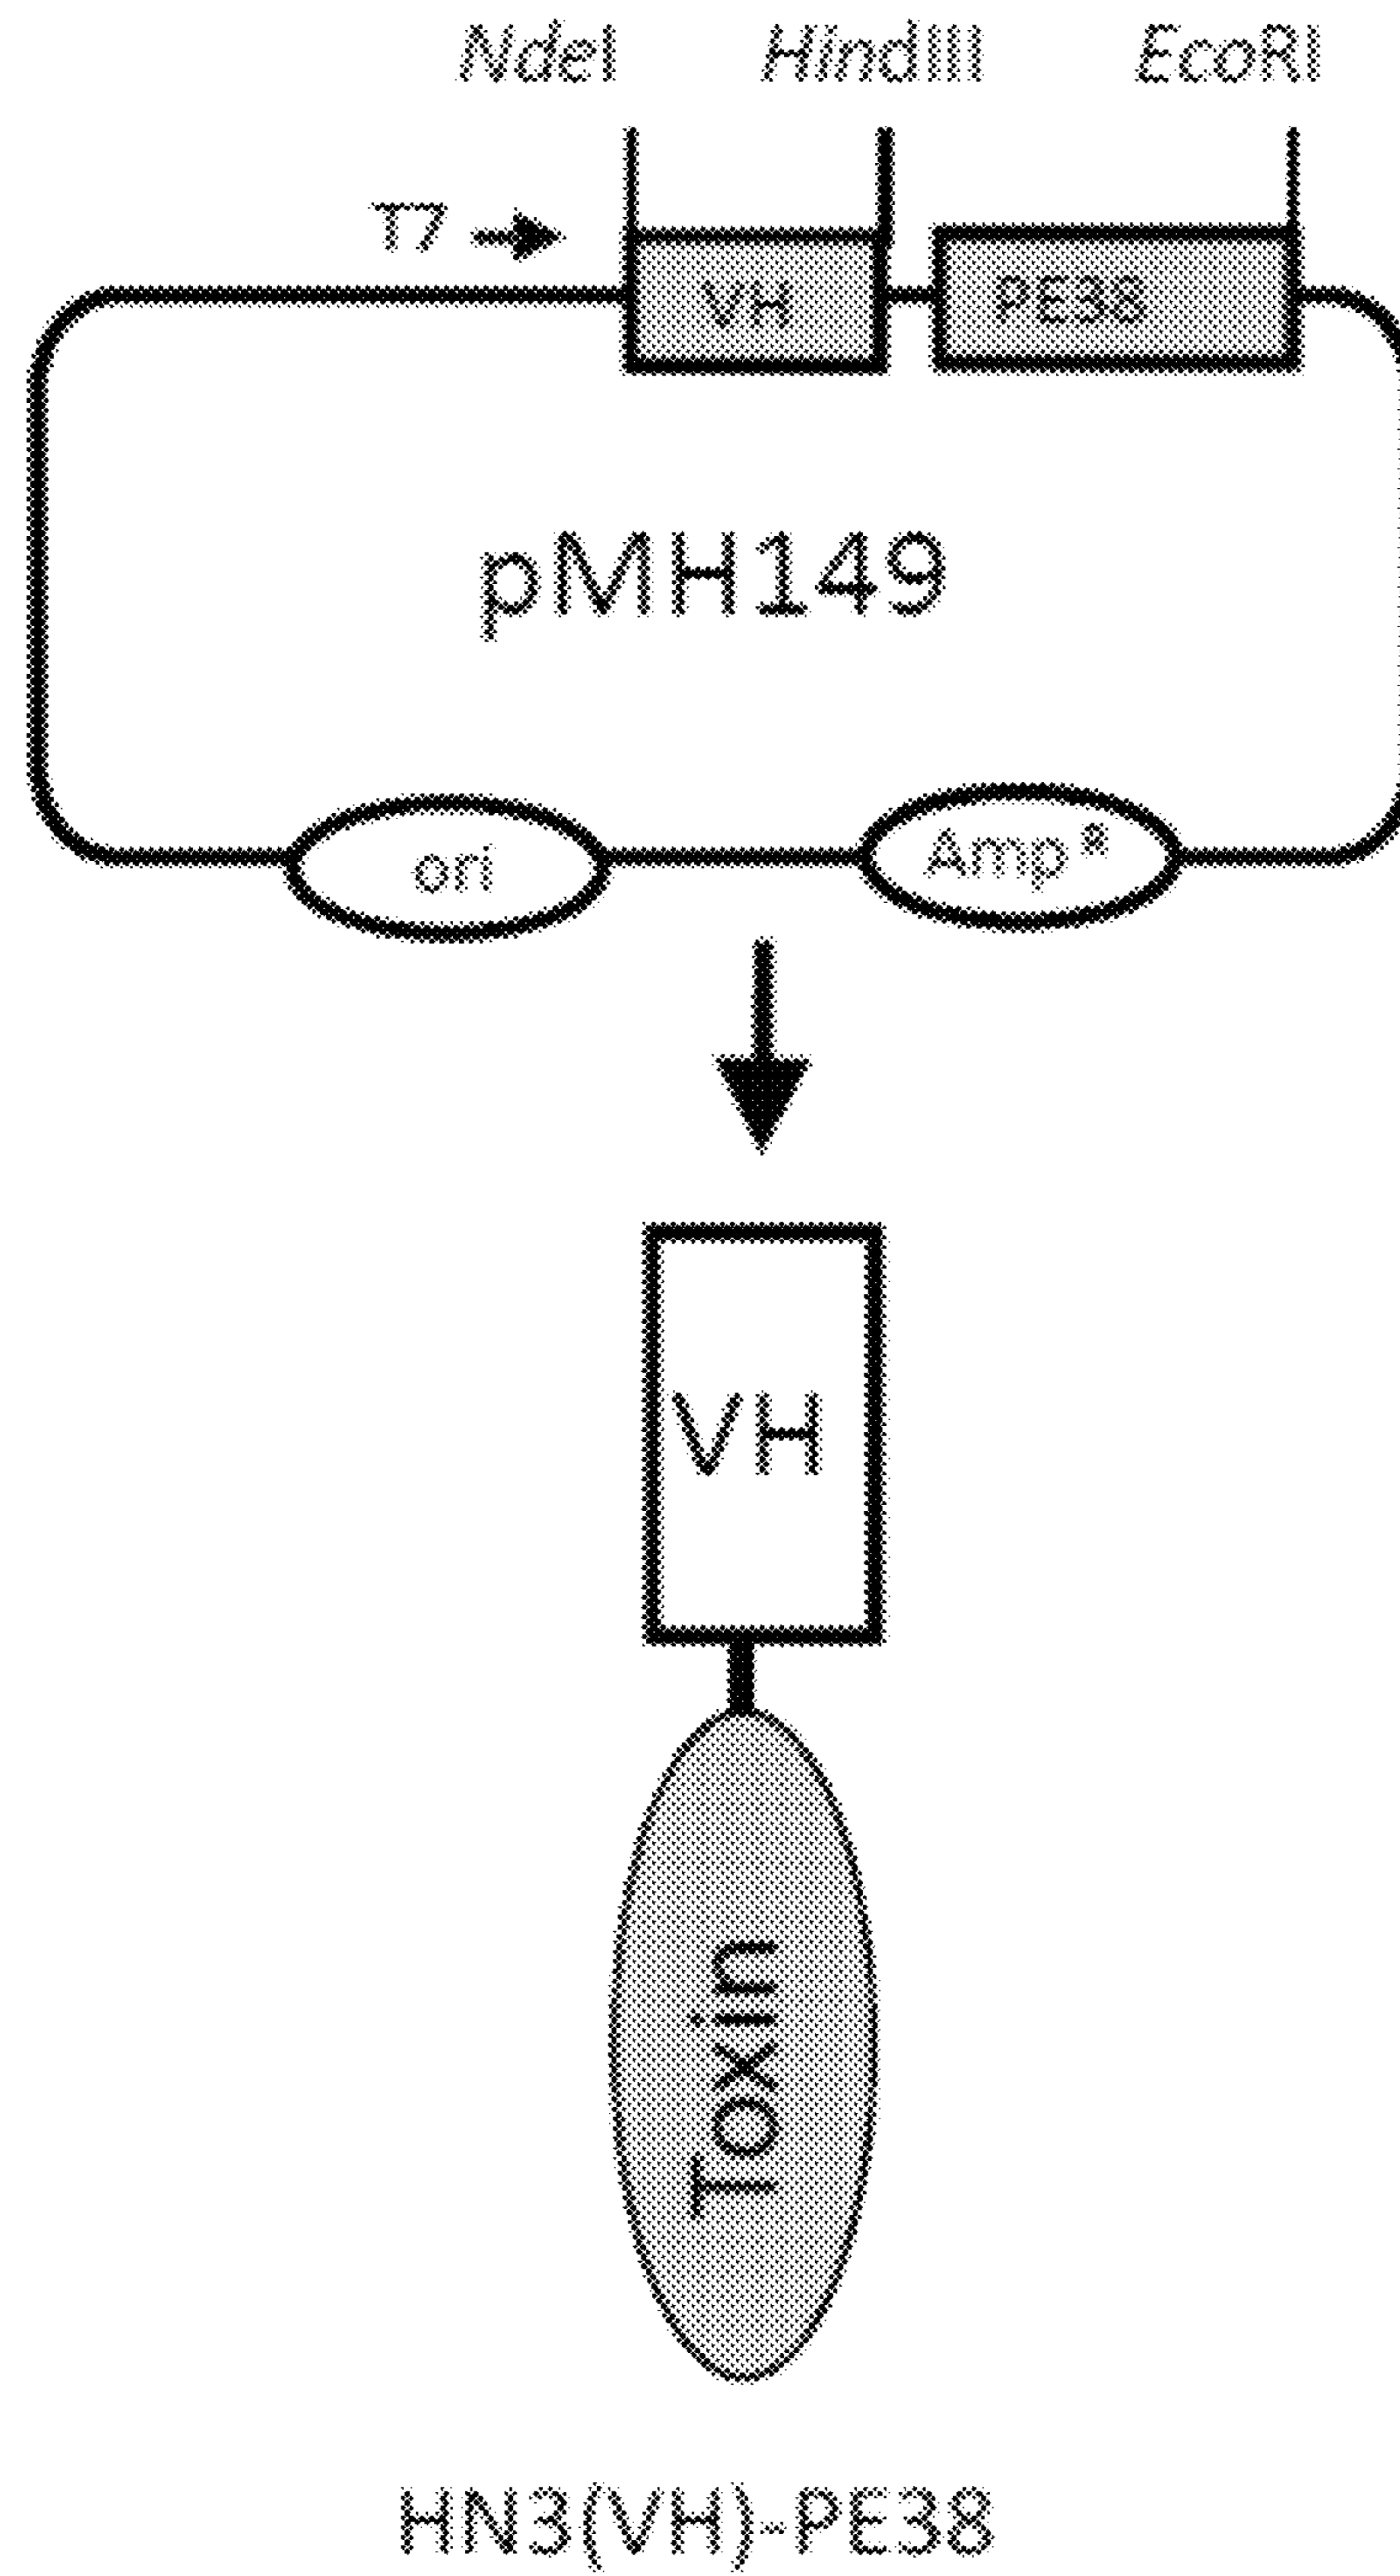 NdeI HindIII EcoRI
T7
VH PE38
pMH149
ori Amp R
VH
Toxin
HN3(VH)-PE38